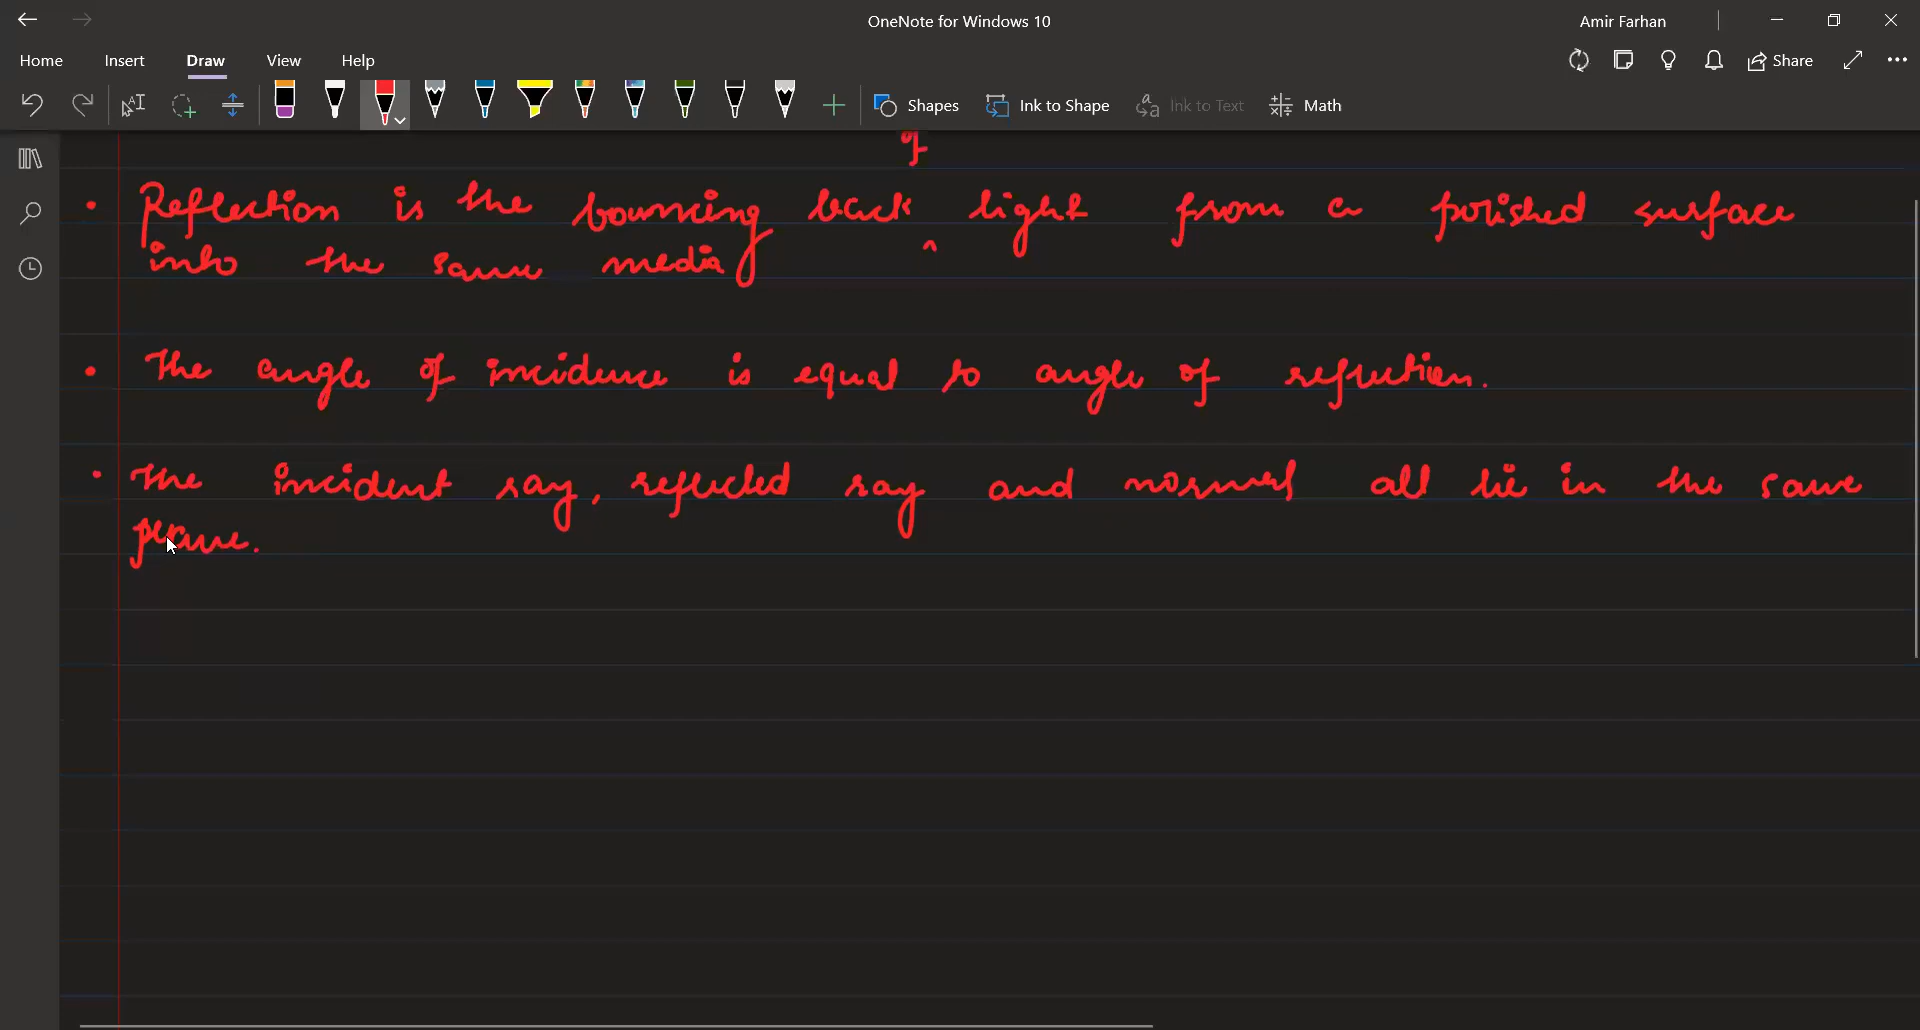 OneNote for Windows 10
Amir Farhan
Home Insert Draw View Help
Share
Shapes Ink to Shape Ink to Text Math
of
• Reflection is the bouncing back ^ light from a polished surface
into the same media
• The angle of incidence is equal to angle of reflection.
• The incident ray, reflected ray and normal all lie in the same
plane.